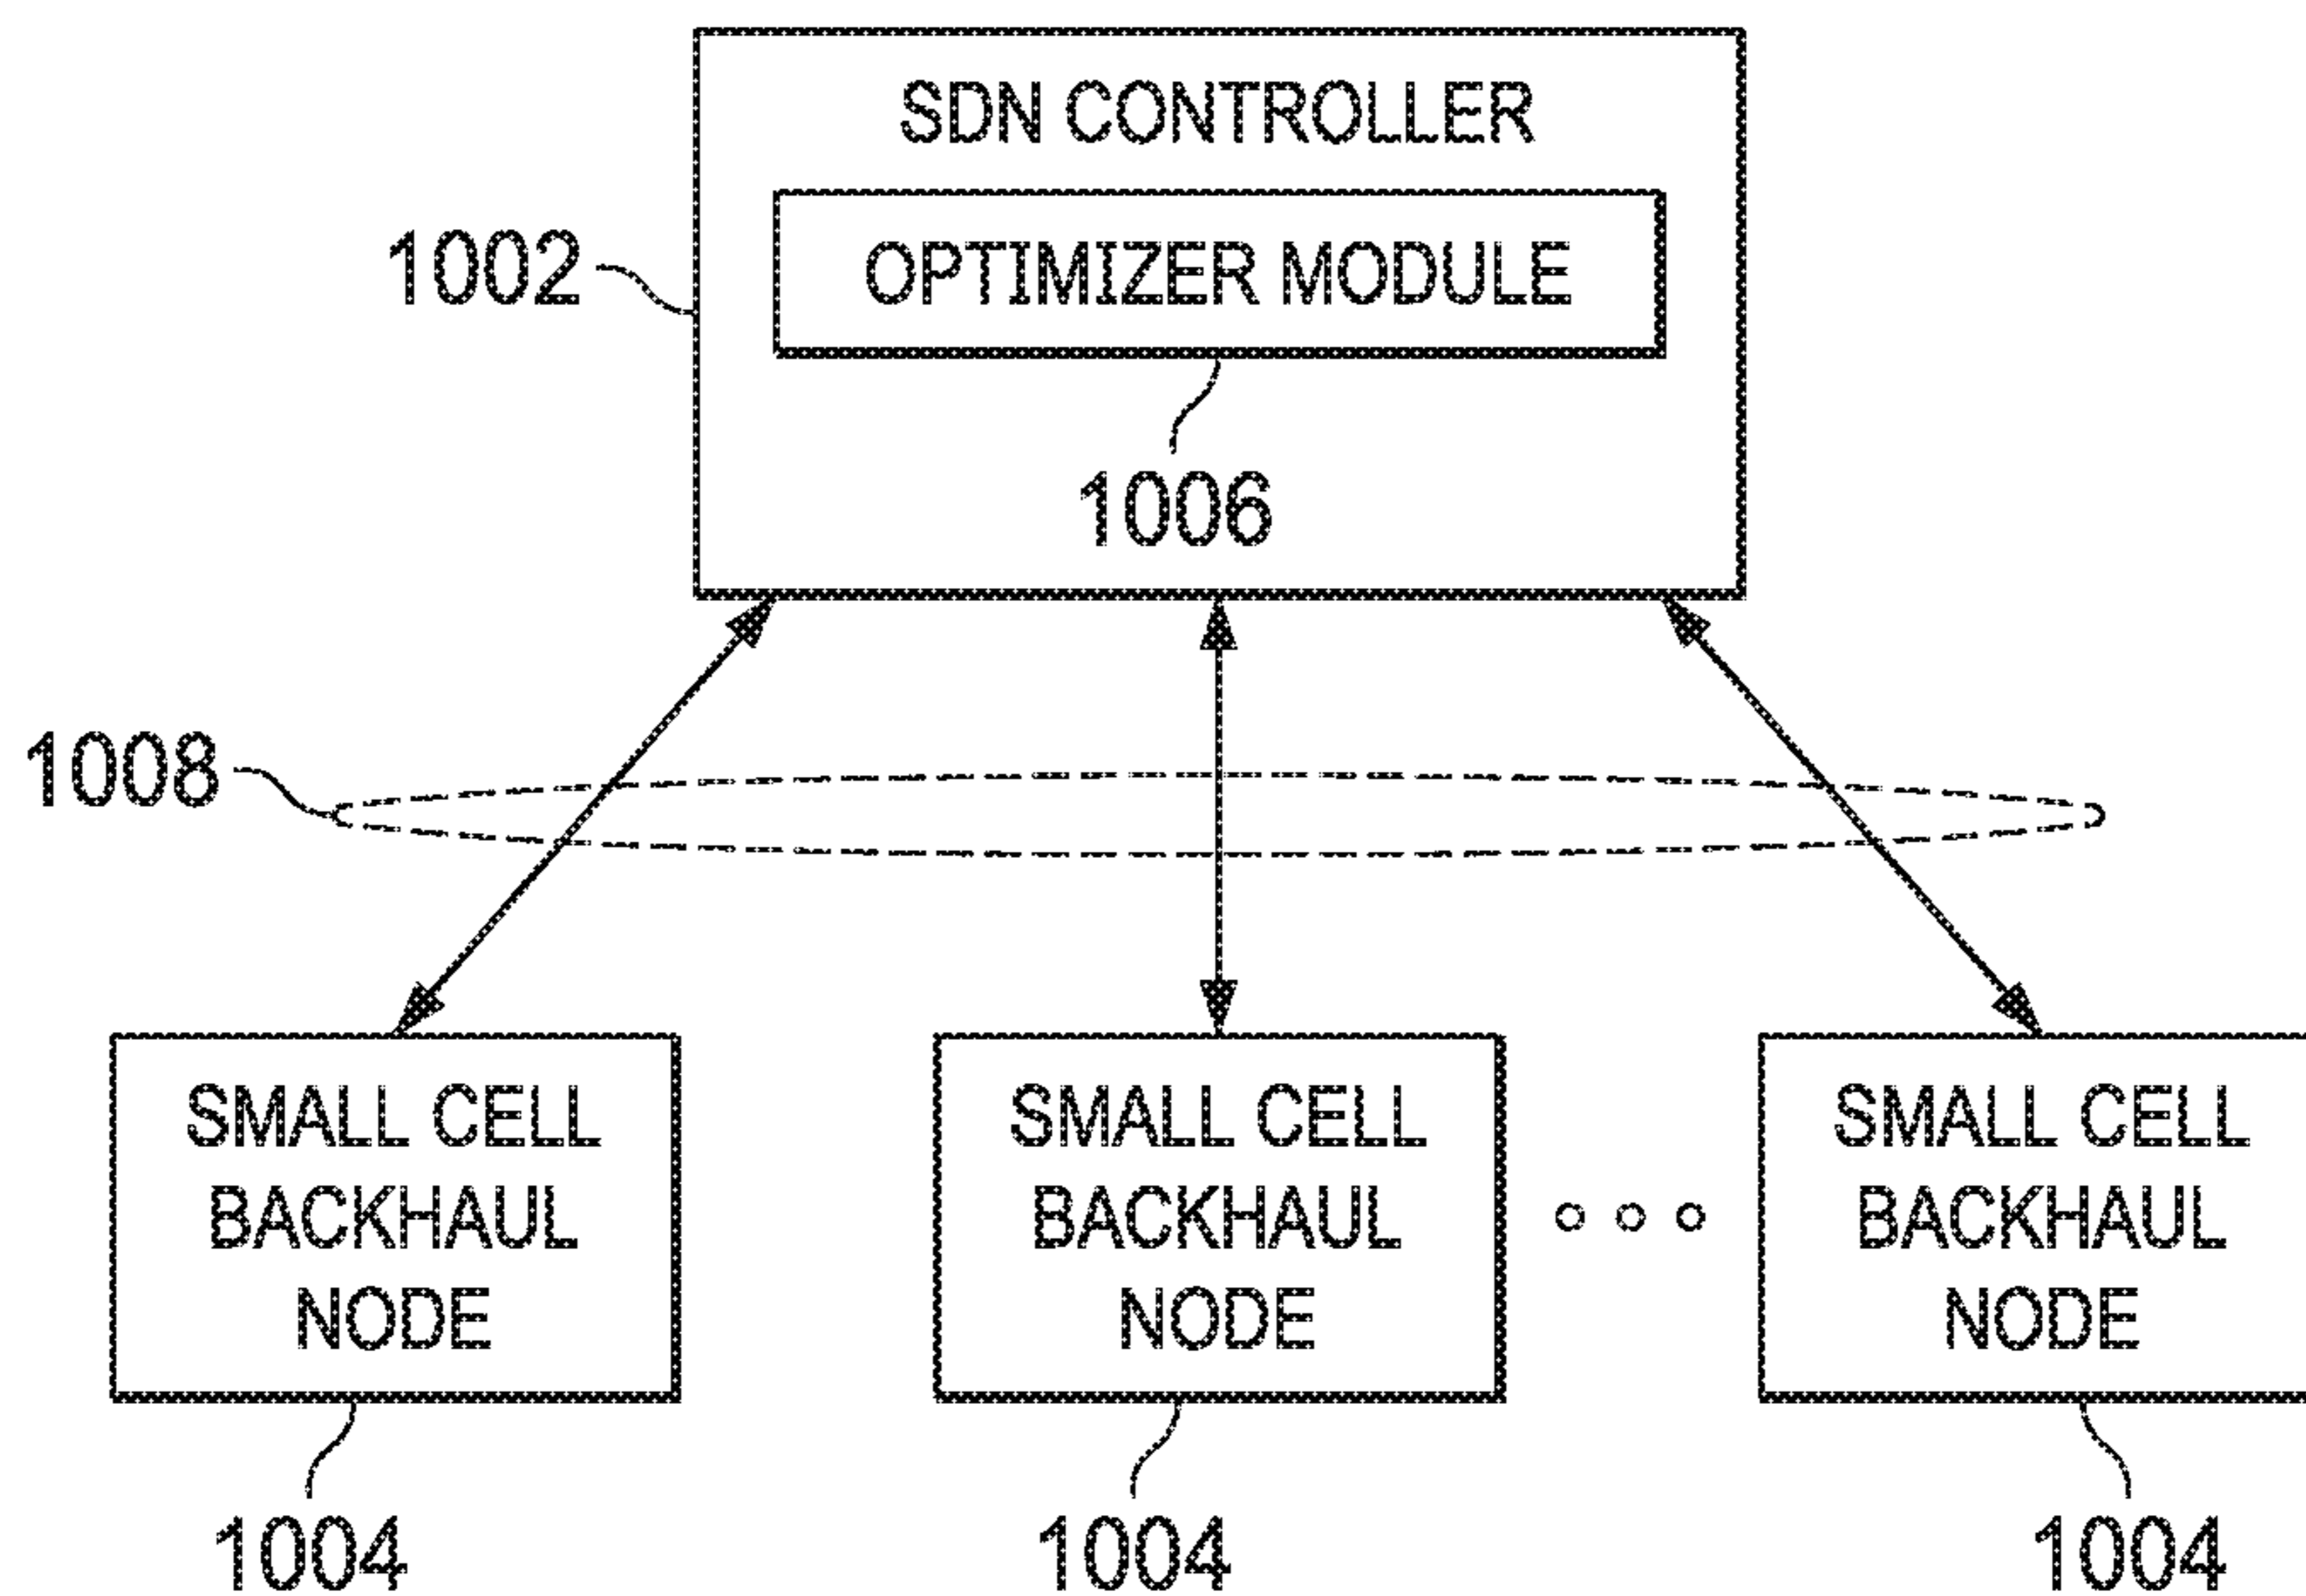 SDN CONTROLLER
OPTIMIZER MODULE
1002
1006
1008
SMALL CELL
BACKHAUL
NODE
SMALL CELL
BACKHAUL
NODE
SMALL CELL
BACKHAUL
NODE
1004
1004
1004